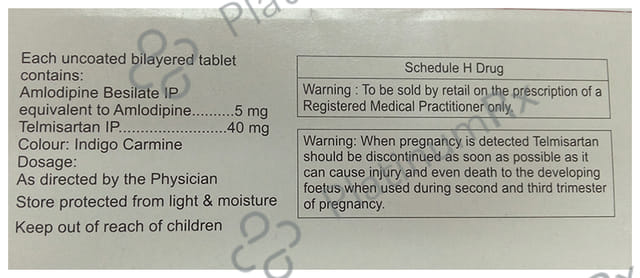 Each uncoated bilayered tablet
contains:
Amlodipine Besilate IP
equivalent to Amlodipine..........5 mg
Telmisartan IP.........................40 mg
Colour: Indigo Carmine
Dosage:
As directed by the Physician
Store protected from light & moisture
Keep out of reach of children
Schedule H Drug
Warning : To be sold by retail on the prescription of a
Registered Medical Practitioner only.
Warning: When pregnancy is detected Telmisartan
should be discontinued as soon as possible as it
can cause injury and even death to the developing
foetus when used during second and third trimester
of pregnancy.
PlatinumRx